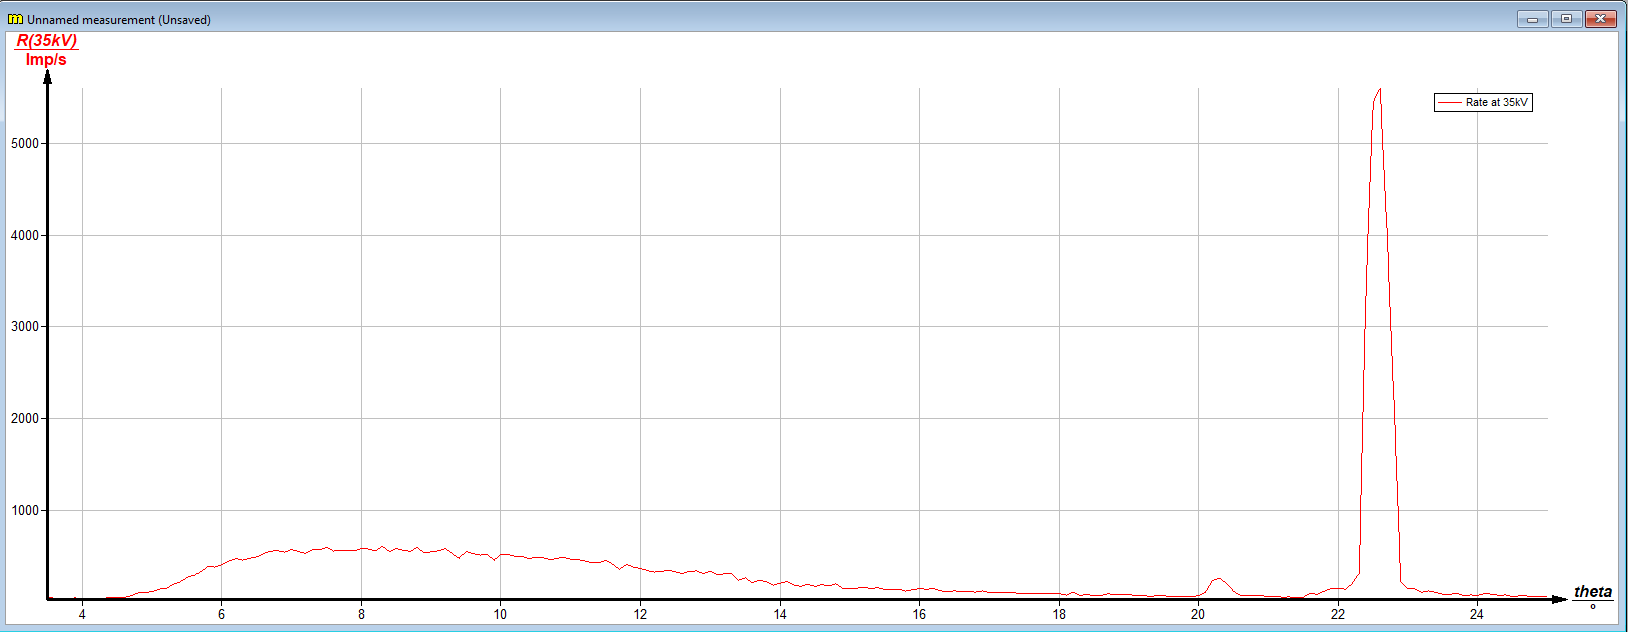 Unnamed measurement (Unsaved)
R(35kV)
Imp/s
Rate at 35kV
5000
4000
3000
2000
1000
theta
°
4 6 8 10 12 14 16 18 20 22 24